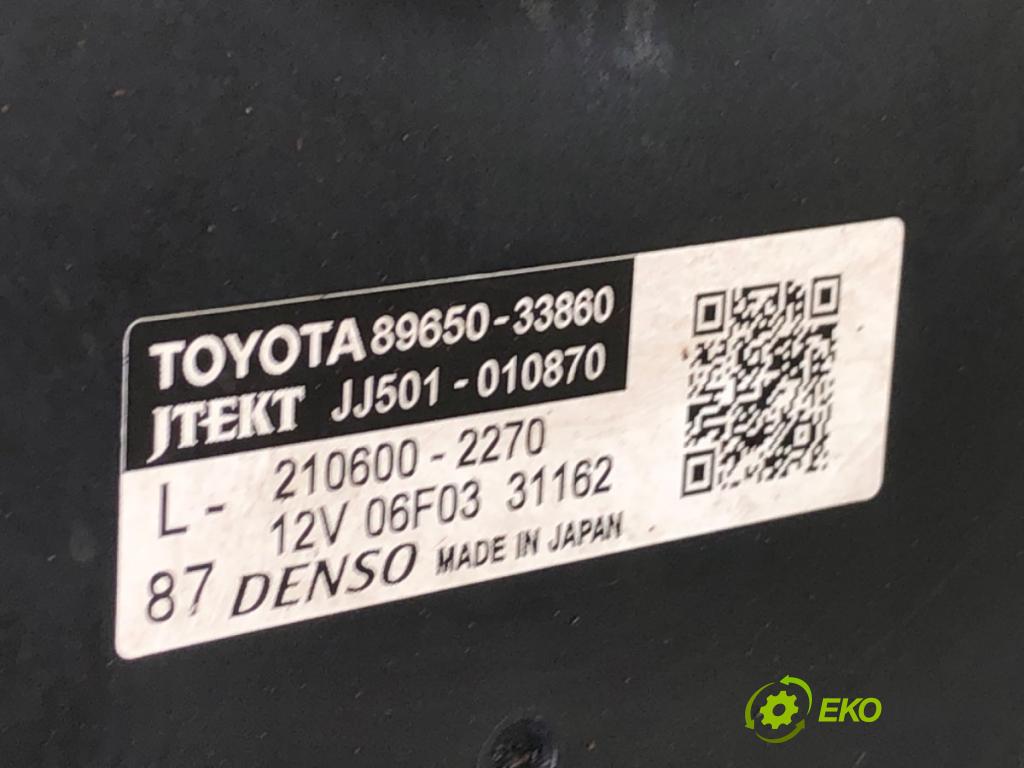 TOYOTA 89650-33860
JTEKT JJ501-010870
L- 210600-2270
12V 06F03 31162
87 DENSO MADE IN JAPAN
EKO